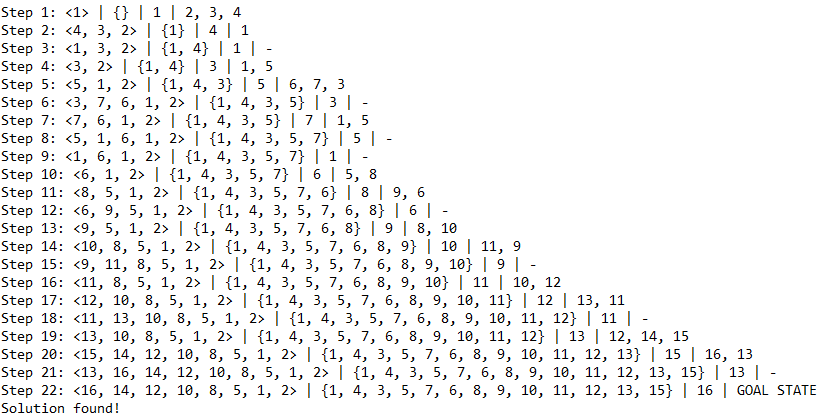 Step 1: <1> | {} | 1 | 2, 3, 4
Step 2: <4, 3, 2> | {1} | 4 | 1
Step 3: <1, 3, 2> | {1, 4} | 1 | -
Step 4: <3, 2> | {1, 4} | 3 | 1, 5
Step 5: <5, 1, 2> | {1, 4, 3} | 5 | 6, 7, 3
Step 6: <3, 7, 6, 1, 2> | {1, 4, 3, 5} | 3 | -
Step 7: <7, 6, 1, 2> | {1, 4, 3, 5} | 7 | 1, 5
Step 8: <5, 1, 6, 1, 2> | {1, 4, 3, 5, 7} | 5 | -
Step 9: <1, 6, 1, 2> | {1, 4, 3, 5, 7} | 1 | -
Step 10: <6, 1, 2> | {1, 4, 3, 5, 7} | 6 | 5, 8
Step 11: <8, 5, 1, 2> | {1, 4, 3, 5, 7, 6} | 8 | 9, 6
Step 12: <6, 9, 5, 1, 2> | {1, 4, 3, 5, 7, 6, 8} | 6 | -
Step 13: <9, 5, 1, 2> | {1, 4, 3, 5, 7, 6, 8} | 9 | 8, 10
Step 14: <10, 8, 5, 1, 2> | {1, 4, 3, 5, 7, 6, 8, 9} | 10 | 11, 9
Step 15: <9, 11, 8, 5, 1, 2> | {1, 4, 3, 5, 7, 6, 8, 9, 10} | 9 | -
Step 16: <11, 8, 5, 1, 2> | {1, 4, 3, 5, 7, 6, 8, 9, 10} | 11 | 10, 12
Step 17: <12, 10, 8, 5, 1, 2> | {1, 4, 3, 5, 7, 6, 8, 9, 10, 11} | 12 | 13, 11
Step 18: <11, 13, 10, 8, 5, 1, 2> | {1, 4, 3, 5, 7, 6, 8, 9, 10, 11, 12} | 11 | -
Step 19: <13, 10, 8, 5, 1, 2> | {1, 4, 3, 5, 7, 6, 8, 9, 10, 11, 12} | 13 | 12, 14, 15
Step 20: <15, 14, 12, 10, 8, 5, 1, 2> | {1, 4, 3, 5, 7, 6, 8, 9, 10, 11, 12, 13} | 15 | 16, 13
Step 21: <13, 16, 14, 12, 10, 8, 5, 1, 2> | {1, 4, 3, 5, 7, 6, 8, 9, 10, 11, 12, 13, 15} | 13 | -
Step 22: <16, 14, 12, 10, 8, 5, 1, 2> | {1, 4, 3, 5, 7, 6, 8, 9, 10, 11, 12, 13, 15} | 16 | GOAL STATE
Solution found!